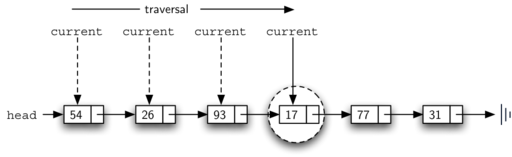 traversal
current current current current
head 54 26 93 17 77 31